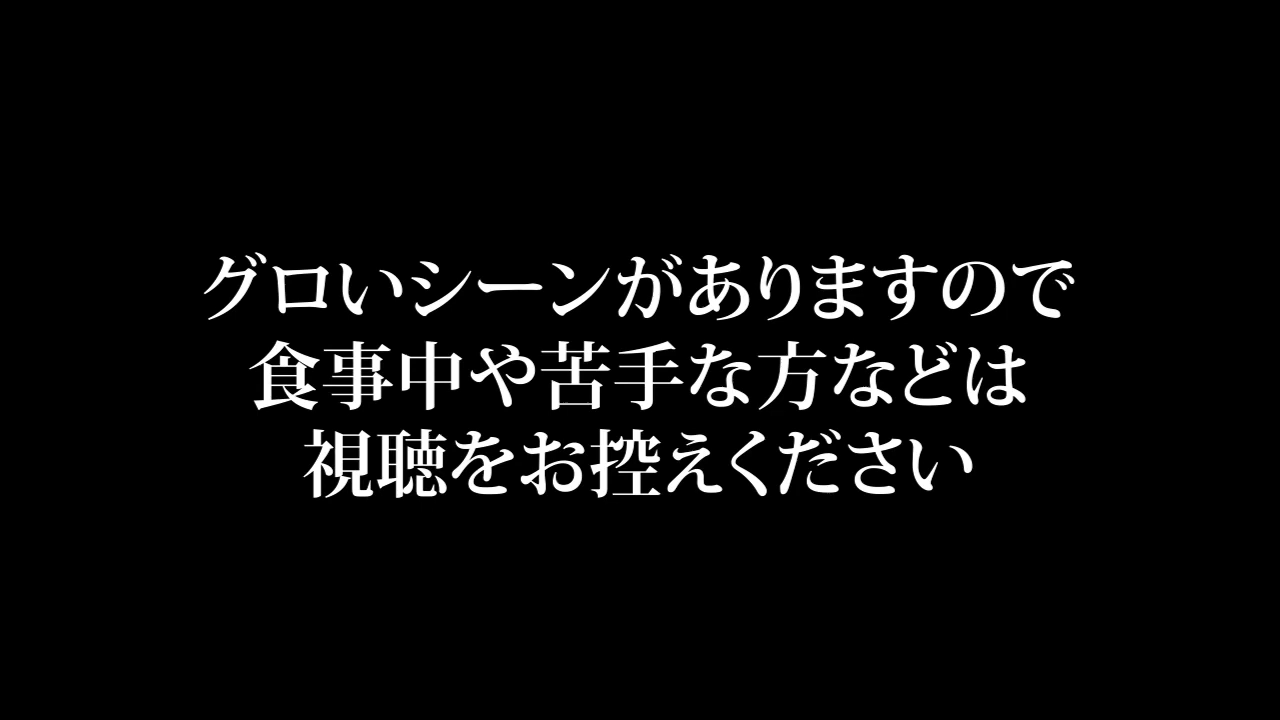 グロいシーンがありますので
食事中や苦手な方などは
視聴をお控えください